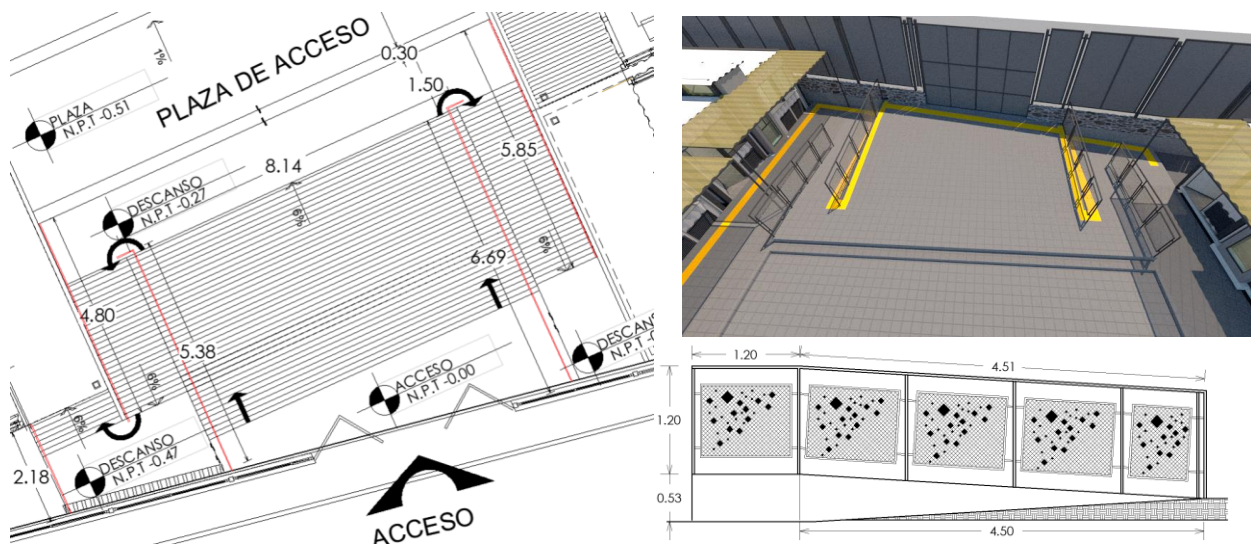 1%
PLAZA DE ACCESO
0.30
1.50
PLAZA
N.P.T -0.51
8.14
5.85
DESCANSO
N.P.T -0.27
6%
6%
6.69
4.80
5.38
6%
6%
DESCANS
N.P.T -0.
ACCESO
N.P.T -0.00
DESCANSO
N.P.T -0.47
2.18
ACCESO
1.20
4.51
1.20
0.53
4.50